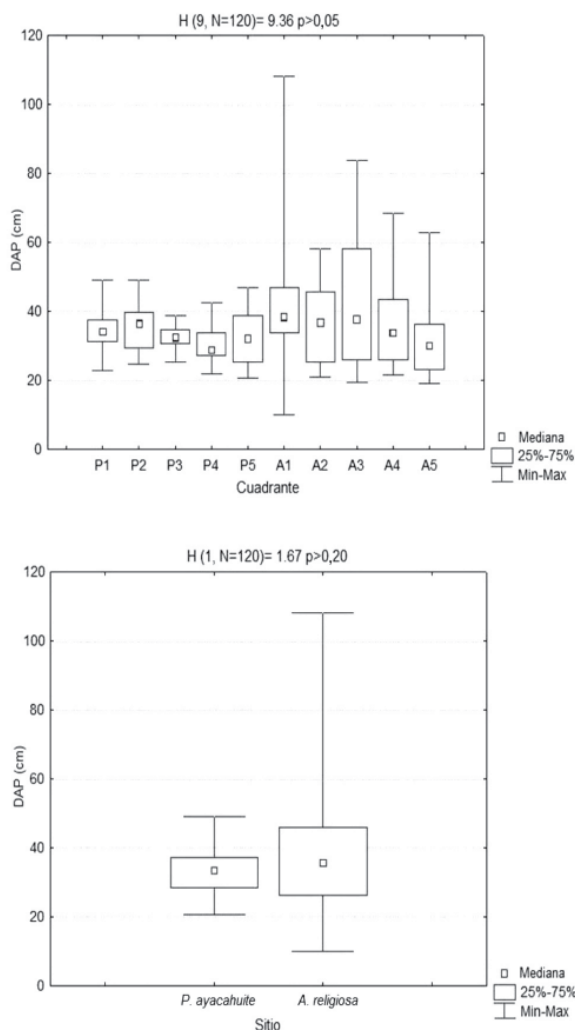 H (9, N=120)= 9.36 p>0,05
120
100
80
60
40
20
0
DAP (cm)
P1 P2 P3 P4 P5 A1 A2 A3 A4 A5
Cuadrante
Mediana
25%-75%
Min-Max
H (1, N=120)= 1.67 p>0,20
120
100
80
60
40
20
0
DAP (cm)
P. ayacahuite A. religiosa
Sitio
Mediana
25%-75%
Min-Max